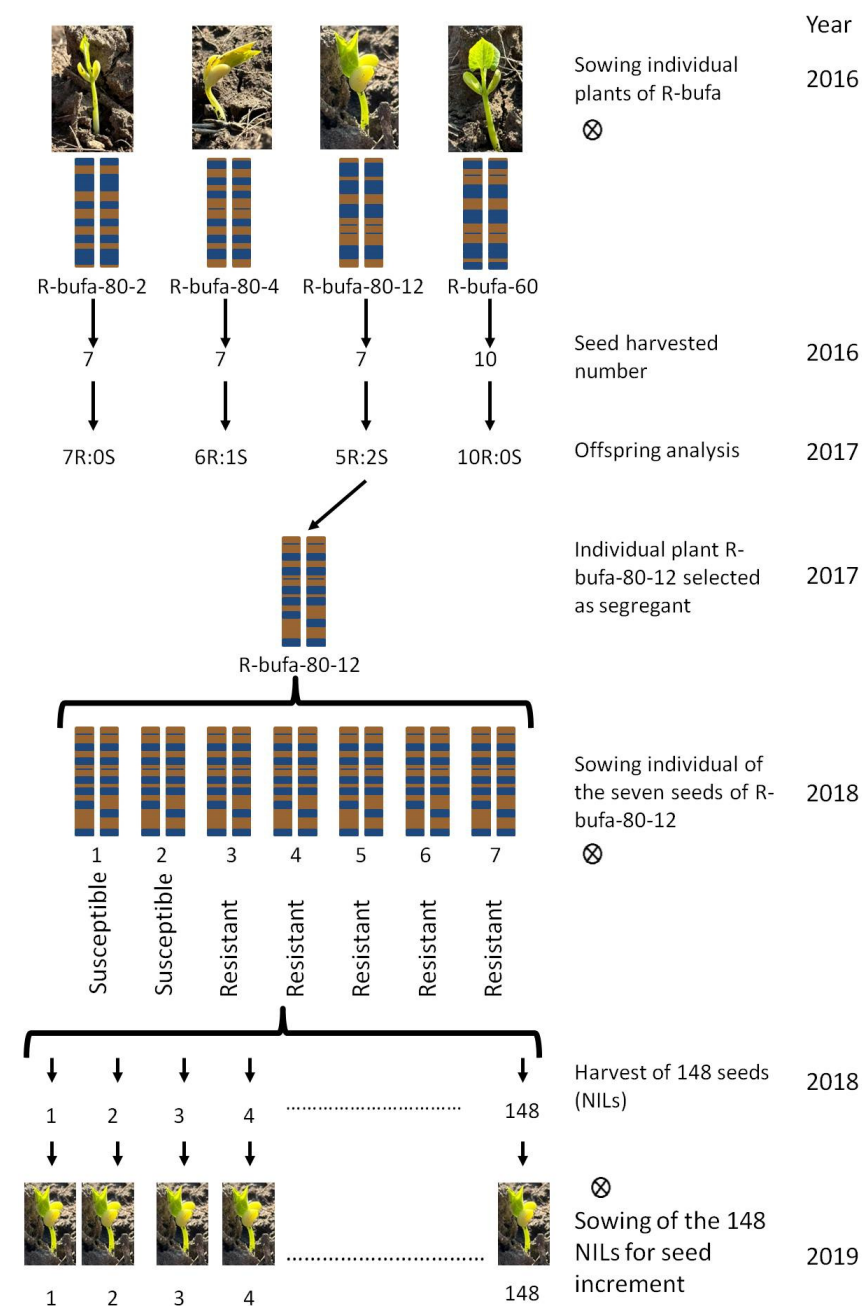 Year
Sowing individual
plants of R-bufa
2016
R-bufa-80-2 R-bufa-80-4 R-bufa-80-12 R-bufa-60
7 7 7 10
Seed harvested
number
2016
7R:0S 6R:1S 5R:2S 10R:0S
Offspring analysis
2017
Individual plant R-
bufa-80-12 selected
as segregant
2017
R-bufa-80-12
Sowing individual of
the seven seeds of R-
bufa-80-12
2018
1 2 3 4 5 6 7
Susceptible
Susceptible
Resistant
Resistant
Resistant
Resistant
Resistant
Harvest of 148 seeds
(NILs)
2018
1 2 3 4 ........................................ 148
Sowing of the 148
NILs for seed
increment
2019
........................................
1 2 3 4 148